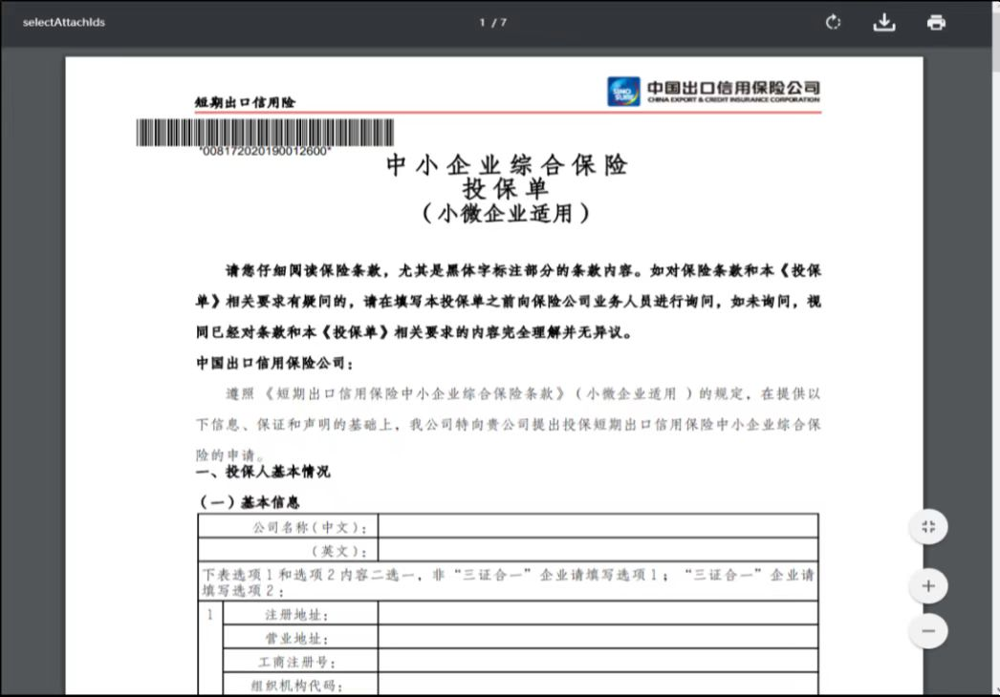 selectAttachIds
1 / 7
短期出口信用险
SINOSURE
中国出口信用保险公司
CHINA EXPORT & CREDIT INSURANCE CORPORATION
*008172020190012600*
中小企业综合保险
投保单
（小微企业适用）
请您仔细阅读保险条款，尤其是黑体字标注部分的条款内容。如对保险条款和本《投保
单》相关要求有疑问的，请在填写本投保单之前向保险公司业务人员进行询问，如未询问，视
同已经对条款和本《投保单》相关要求的内容完全理解并无异议。
中国出口信用保险公司：
遵照《短期出口信用保险中小企业综合保险条款》（小微企业适用 ）的规定，在提供以
下信息、保证和声明的基础上，我公司特向贵公司提出投保短期出口信用保险中小企业综合保
险的申请。
一、投保人基本情况
（一）基本信息
公司名称（中文）：
（英文）：
下表选项1和选项2内容二选一，非“三证合一”企业请填写选项1；“三证合一”企业请
填写选项2：
1 注册地址：
营业地址：
工商注册号：
组织机构代码：